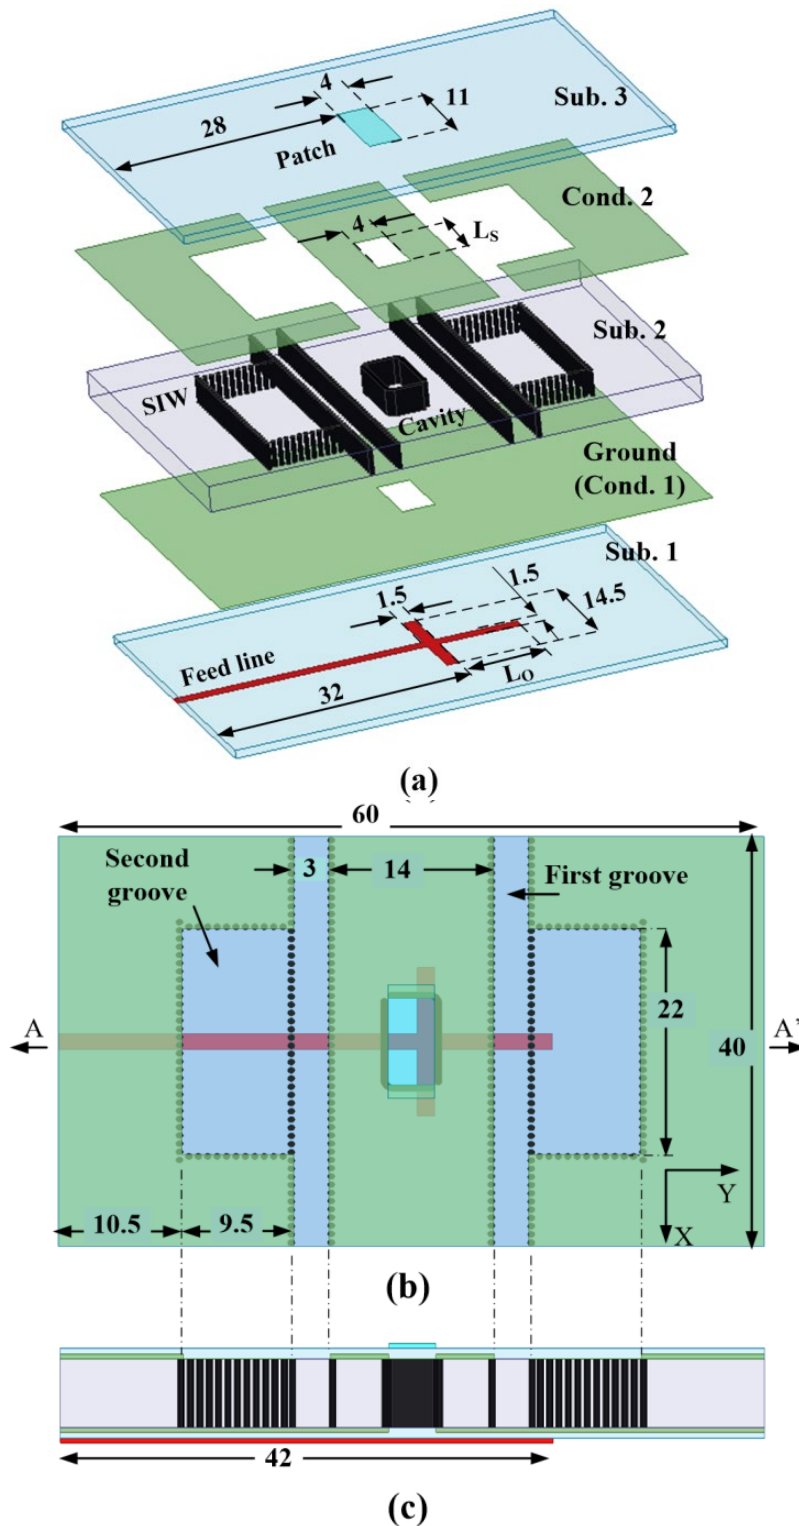 4
11
Sub. 3
28
Patch
Cond. 2
4
L_S
Sub. 2
SIW
Cavity
Ground
(Cond. 1)
Sub. 1
1.5
1.5
14.5
Feed line
32
L_O
(a)
60
Second
groove
3
14
First groove
A
A'
22
40
Y
X
10.5
9.5
(b)
42
(c)